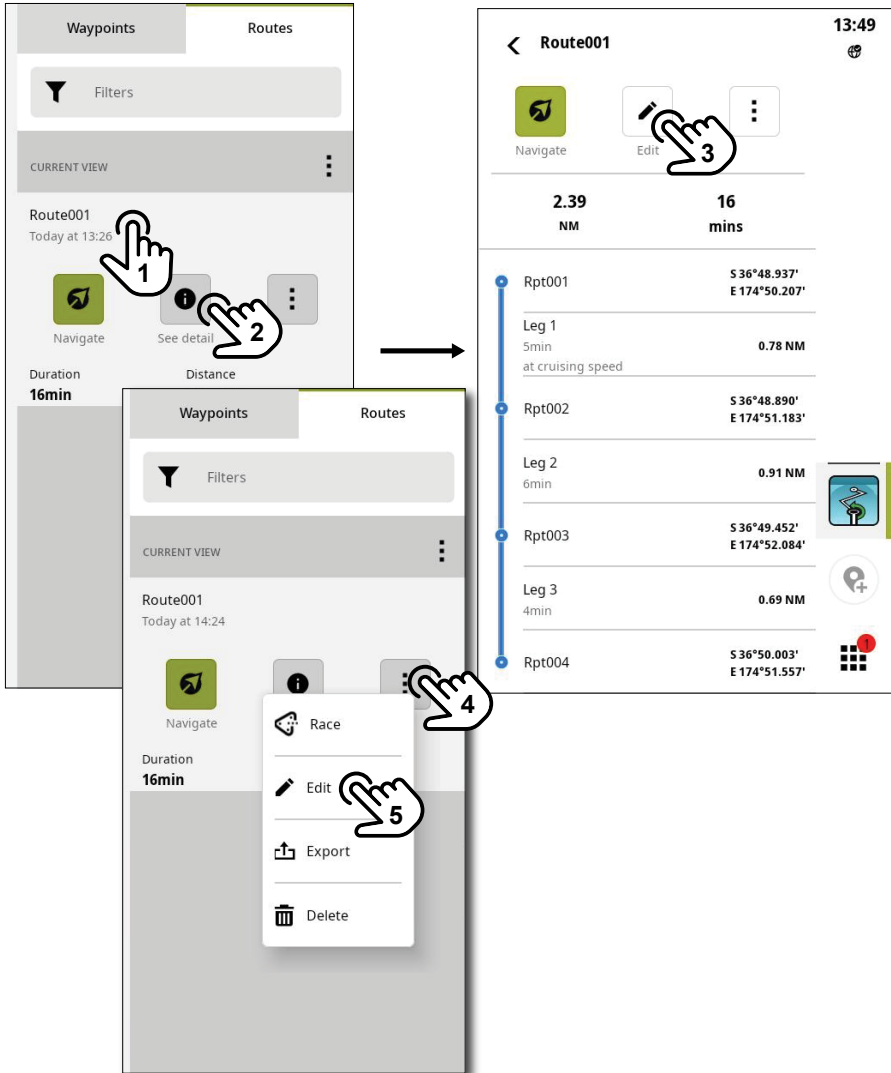 Waypoints
Routes
Filters
CURRENT VIEW
Route001
Today at 13:26
1
2
Navigate
See detail
Duration
Distance
16min
Waypoints
Routes
Filters
CURRENT VIEW
Route001
Today at 14:24
4
Navigate
Duration
16min
Race
Edit
5
Export
Delete
13:49
Route001
Navigate
Edit
3
2.39
NM
16
mins
Rpt001
S 36°48.937'
E 174°50.207'
Leg 1
5min
at cruising speed
0.78 NM
Rpt002
S 36°48.890'
E 174°51.183'
Leg 2
6min
0.91 NM
Rpt003
S 36°49.452'
E 174°52.084'
Leg 3
4min
0.69 NM
Rpt004
S 36°50.003'
E 174°51.557'
1